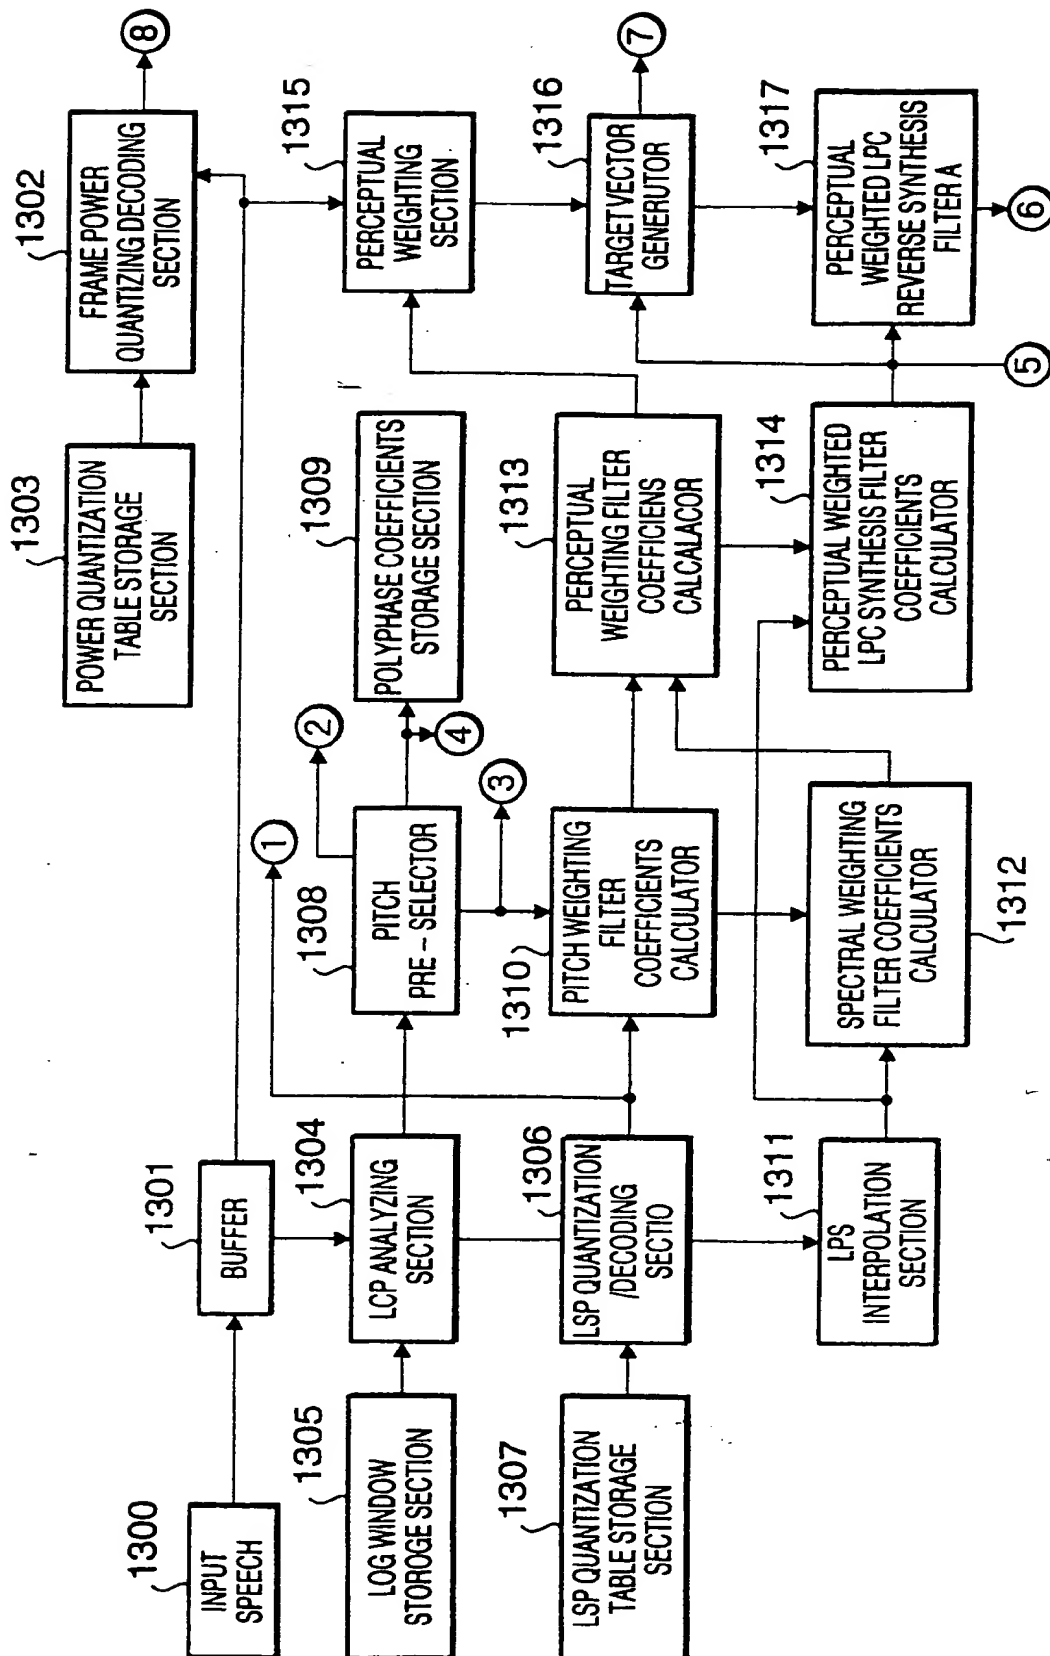 1300
INPUT
SPEECH
1301
BUFFER
1302
FRAME POWER
QUANTIZING DECODING
SECTION
8
1303
POWER QUANTIZATION
TABLE STORAGE
SECTION
1305
LOG WINDOW
STOROGE SECTION
1304
LCP ANALYZING
SECTION
1
1308
PITCH
PRE - SELECTOR
2
3
4
1309
POLYPHASE COEFFICIENTS
STORAGE SECTION
1315
PERCEPTUAL
WEIGHTING
SECTION
1307
LSP QUANTIZATION
TABLE STORAGE
SECTION
1306
LSP QUANTIZATION
/DECODING
SECTIO
1310
PITCH WEIGHTING
FILTER
COEFFICIENTS
CALCULATOR
1313
PERCEPTUAL
WEIGHTING FILTER
COEFFICIENS
CALCALACOR
1316
TARGET VECTOR
GENERUTOR
7
1311
LPS
INTERPOLATION
SECTION
1312
SPECTRAL WEIGHTING
FILTER COEFFICIENTS
CALCULATOR
1314
PERCEPTUAL WEIGHTED
LPC SYNTHESIS FILTER
COEFFICIENTS
CALCULATOR
5
1317
PERCEPTUAL
WEIGHTED LPC
REVERSE SYNTHESIS
FILTER A
6